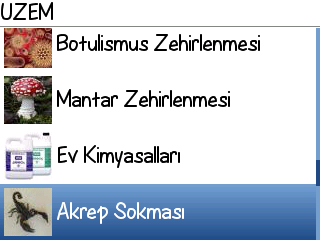 UZEM
Botulismus Zehirlenmesi
Mantar Zehirlenmesi
Ev Kimyasalları
Akrep Sokması